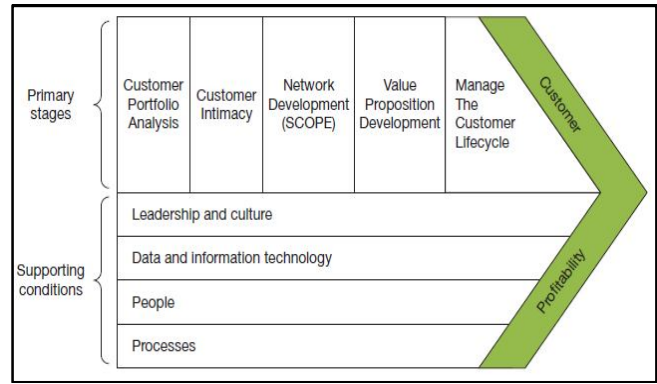 Primary
stages
Customer
Portfolio
Analysis
Customer
Intimacy
Network
Development
(SCOPE)
Value
Proposition
Development
Manage
The
Customer
Lifecycle
Customer
Supporting
conditions
Leadership and culture
Data and information technology
People
Processes
Profitability